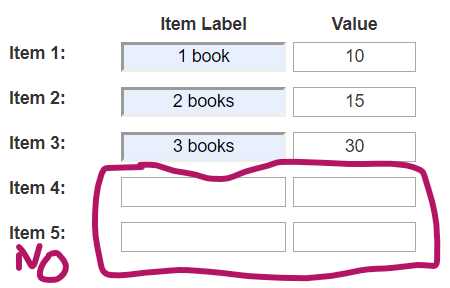 Item Label Value
Item 1: 1 book 10
Item 2: 2 books 15
Item 3: 3 books 30
Item 4:
Item 5:
NO